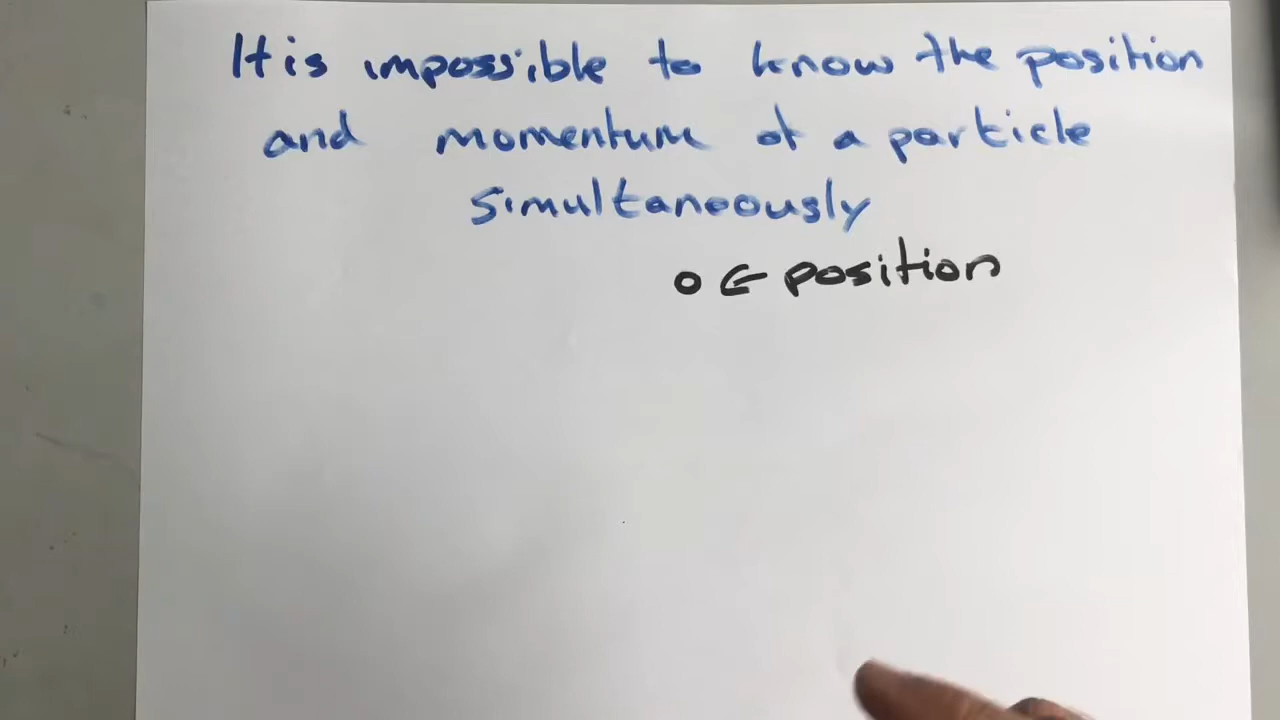 It is impossible to know the position
and momentum of a particle
simultaneously
o ← position